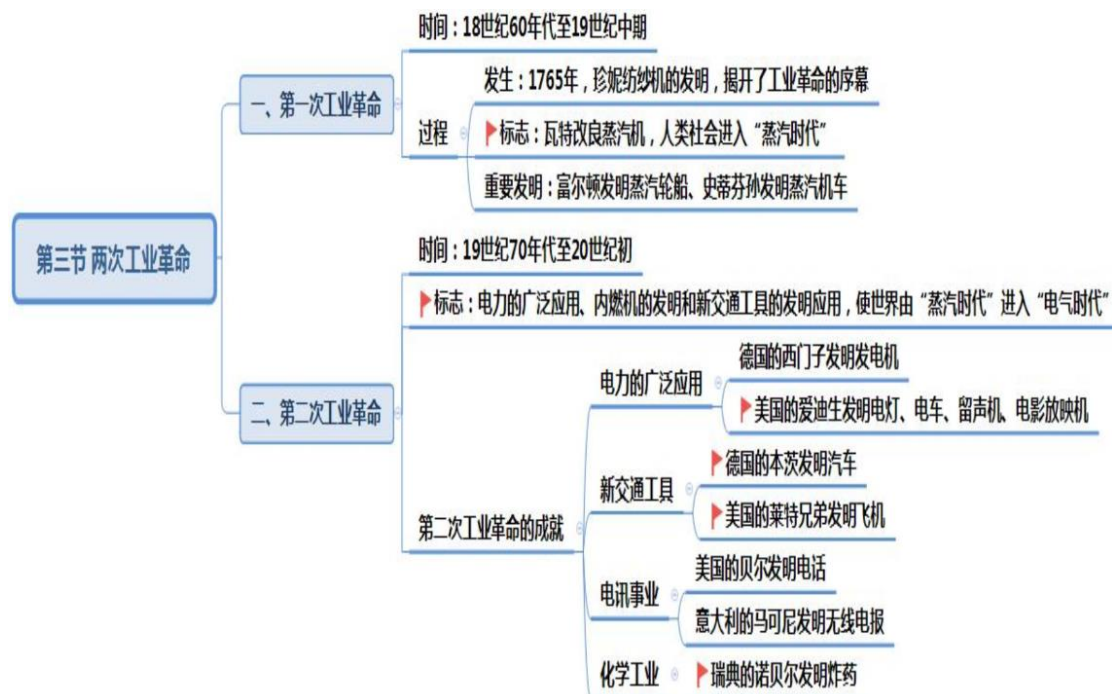 第三节 两次工业革命
一、第一次工业革命
时间：18世纪60年代至19世纪中期
过程
发生：1765年，珍妮纺纱机的发明，揭开了工业革命的序幕
标志：瓦特改良蒸汽机，人类社会进入“蒸汽时代”
重要发明：富尔顿发明蒸汽轮船、史蒂芬孙发明蒸汽机车
二、第二次工业革命
时间：19世纪70年代至20世纪初
标志：电力的广泛应用、内燃机的发明和新交通工具的发明应用，使世界由“蒸汽时代”进入“电气时代”
第二次工业革命的成就
电力的广泛应用
德国的西门子发明发电机
美国的爱迪生发明电灯、电车、留声机、电影放映机
新交通工具
德国的本茨发明汽车
美国的莱特兄弟发明飞机
电讯事业
美国的贝尔发明电话
意大利的马可尼发明无线电报
化学工业
瑞典的诺贝尔发明炸药